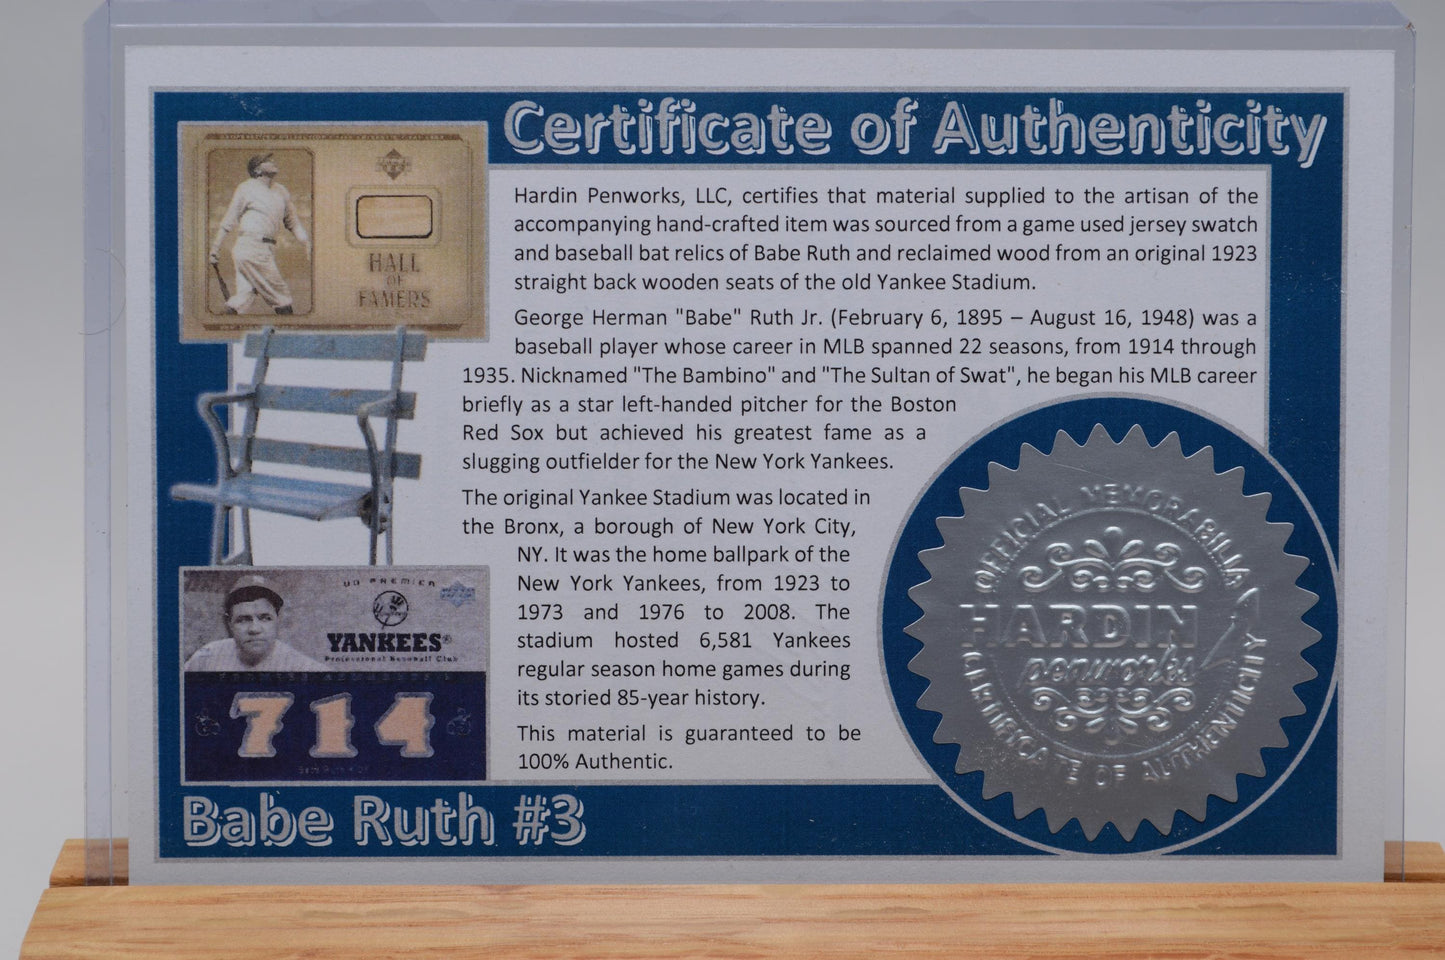 Certificate of Authenticity
HALL
OF
FAMERS
Hardin Penworks, LLC, certifies that material supplied to the artisan of the
accompanying hand-crafted item was sourced from a game used jersey swatch
and baseball bat relics of Babe Ruth and reclaimed wood from an original 1923
straight back wooden seats of the old Yankee Stadium.
George Herman "Babe" Ruth Jr. (February 6, 1895 – August 16, 1948) was a
baseball player whose career in MLB spanned 22 seasons, from 1914 through
1935. Nicknamed "The Bambino" and "The Sultan of Swat", he began his MLB career
briefly as a star left-handed pitcher for the Boston
Red Sox but achieved his greatest fame as a
slugging outfielder for the New York Yankees.
The original Yankee Stadium was located in
the Bronx, a borough of New York City,
NY. It was the home ballpark of the
New York Yankees, from 1923 to
1973 and 1976 to 2008. The
stadium hosted 6,581 Yankees
regular season home games during
its storied 85-year history.
This material is guaranteed to be
100% Authentic.
UD PREMIER
YANKEES®
Professional Baseball Club
714
OFFICIAL MEMORABILIA
HARDIN
penworks
CERTIFICATE OF AUTHENTICITY
Babe Ruth #3